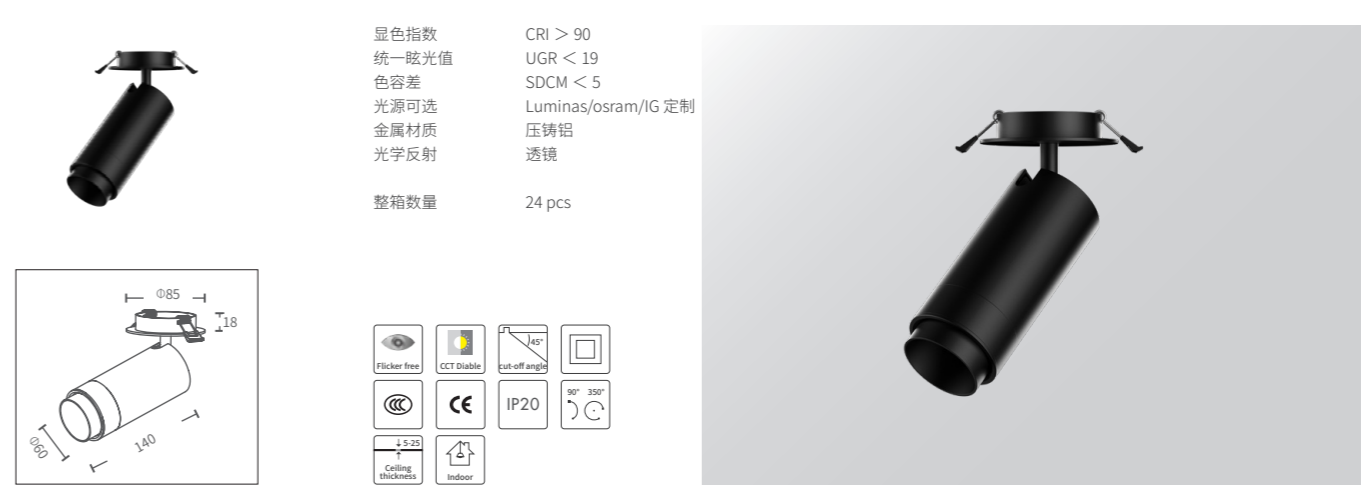 显色指数 CRI ＞ 90
统一眩光值 UGR ＜ 19
色容差 SDCM ＜ 5
光源可选 Luminas/osram/IG 定制
金属材质 压铸铝
光学反射 透镜
整箱数量 24 pcs
Φ85
18
Φ60
140
45°
Flicker free CCT Diable cut-off angle
CE IP20 90° 350°
5-25
Ceiling
thickness
Indoor